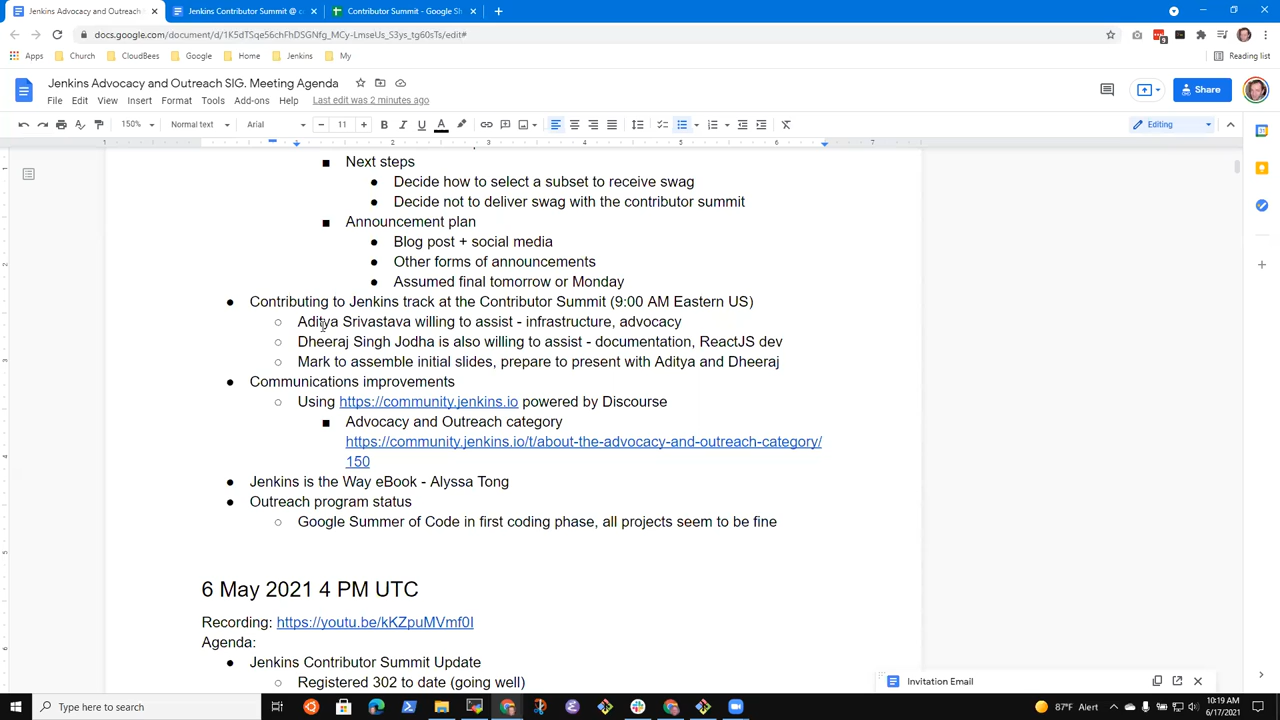 Jenkins Advocacy and Outreach
Jenkins Contributor Summit @ c
Contributor Summit - Google Sh
docs.google.com/document/d/1K5dTSqe56chFhDSGNfg_MCy-LmseUs_S3ys_tg60sTs/edit#
Apps Church CloudBees Google Home Jenkins My Reading list
Jenkins Advocacy and Outreach SIG. Meeting Agenda
File Edit View Insert Format Tools Add-ons Help Last edit was 2 minutes ago
Share
150% Normal text Arial 11 Editing
1 1 2 3 4 5 6 7
Next steps
Decide how to select a subset to receive swag
Decide not to deliver swag with the contributor summit
Announcement plan
Blog post + social media
Other forms of announcements
Assumed final tomorrow or Monday
Contributing to Jenkins track at the Contributor Summit (9:00 AM Eastern US)
Aditya Srivastava willing to assist - infrastructure, advocacy
Dheeraj Singh Jodha is also willing to assist - documentation, ReactJS dev
Mark to assemble initial slides, prepare to present with Aditya and Dheeraj
Communications improvements
Using https://community.jenkins.io powered by Discourse
Advocacy and Outreach category
https://community.jenkins.io/t/about-the-advocacy-and-outreach-category/
150
Jenkins is the Way eBook - Alyssa Tong
Outreach program status
Google Summer of Code in first coding phase, all projects seem to be fine
6 May 2021 4 PM UTC
Recording: https://youtu.be/kKZpuMVmf0I
Agenda:
Jenkins Contributor Summit Update
Registered 302 to date (going well)
Invitation Email
Type here to search
87°F Alert
10:19 AM
6/17/2021